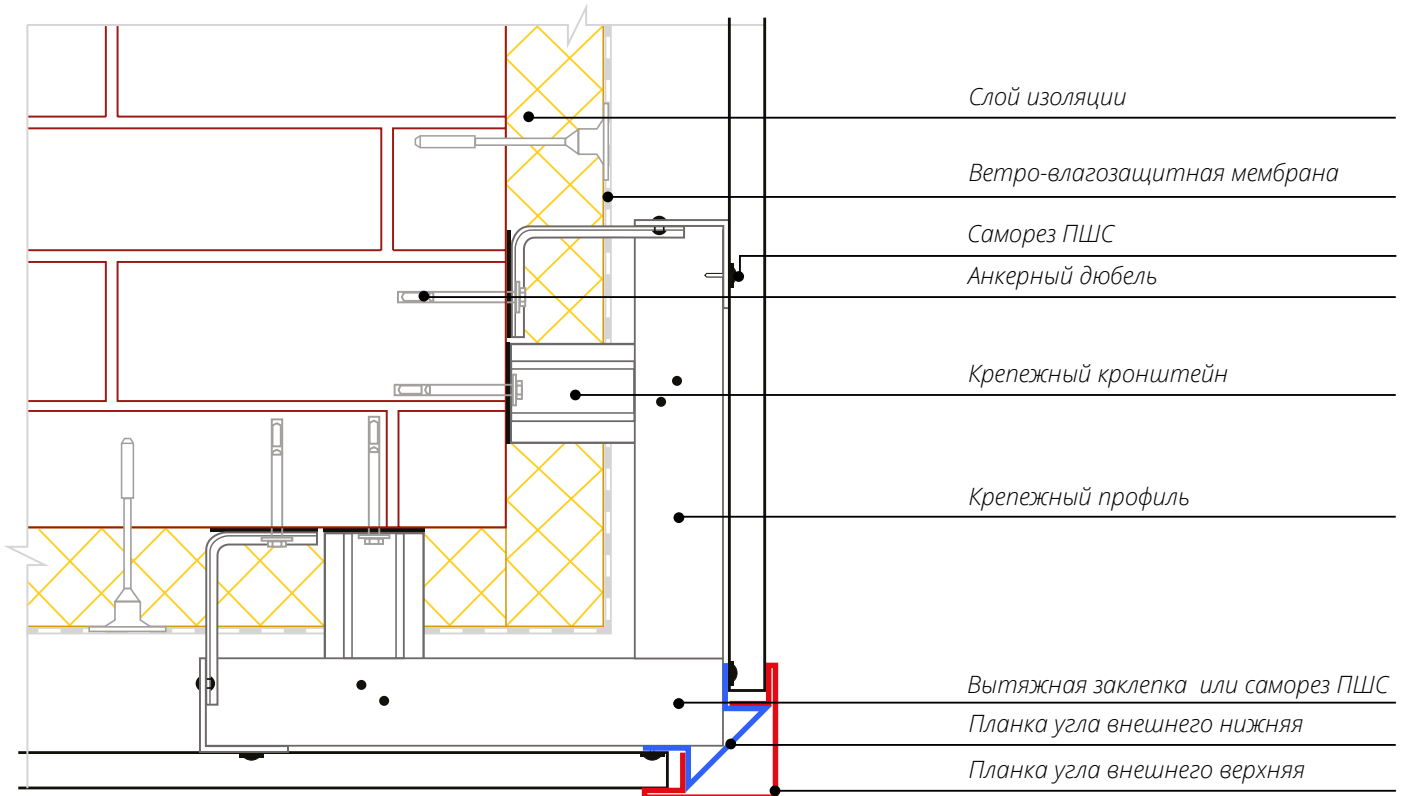 Слой изоляции
Ветро-влагозащитная мембрана
Саморез ПШС
Анкерный дюбель
Крепежный кронштейн
Крепежный профиль
Вытяжная заклепка или саморез ПШС
Планка угла внешнего нижняя
Планка угла внешнего верхняя